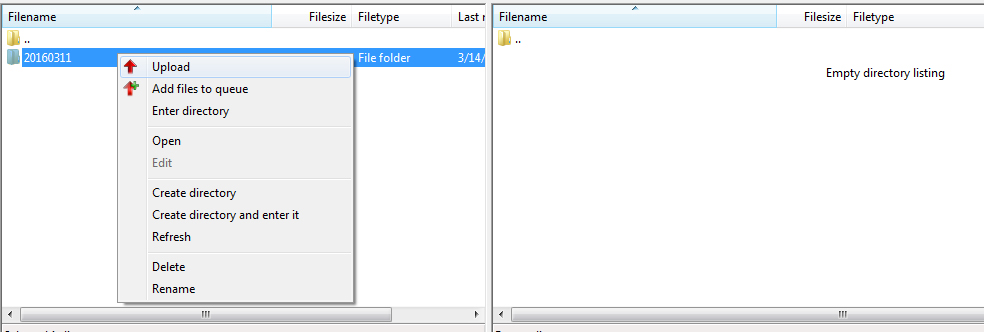 Filename Filesize Filetype Last r
..
20160311 File folder 3/14/
Upload
Add files to queue
Enter directory
Open
Edit
Create directory
Create directory and enter it
Refresh
Delete
Rename
Filename Filesize Filetype
..
Empty directory listing